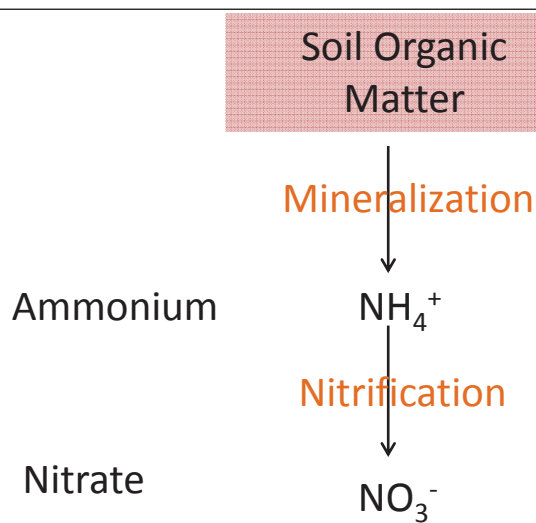 Soil Organic
Matter
Mineralization
Ammonium NH₄⁺
Nitrification
Nitrate NO₃⁻